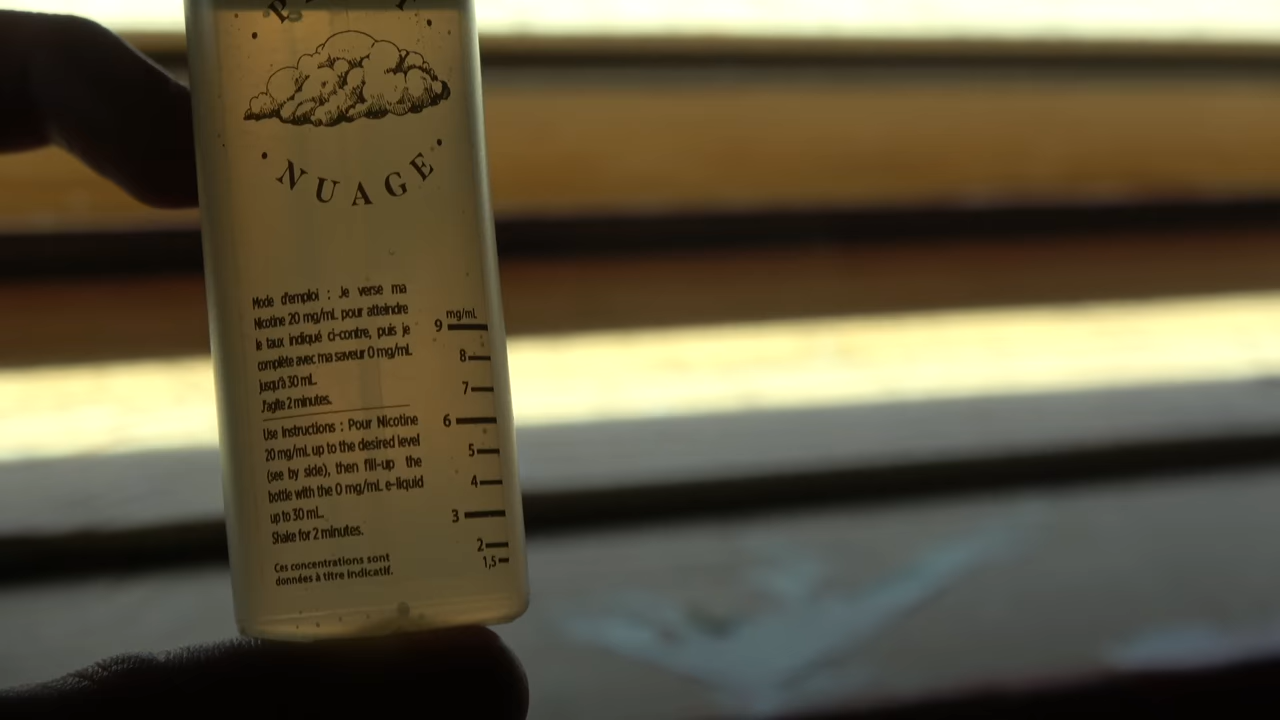 NUAGE
Mode d'emploi : Je verse ma
Nicotine 20 mg/mL pour atteindre
le taux indiqué ci-contre, puis je
complète avec ma saveur 0 mg/mL
jusqu'à 30 mL.
J'agite 2 minutes.
Use Instructions : Pour Nicotine
20 mg/mL up to the desired level
(see by side), then fill-up the
bottle with the 0 mg/mL e-liquid
up to 30 mL.
Shake for 2 minutes.
Ces concentrations sont
données à titre indicatif.
mg/mL
9
8
7
6
5
4
3
2
1,5